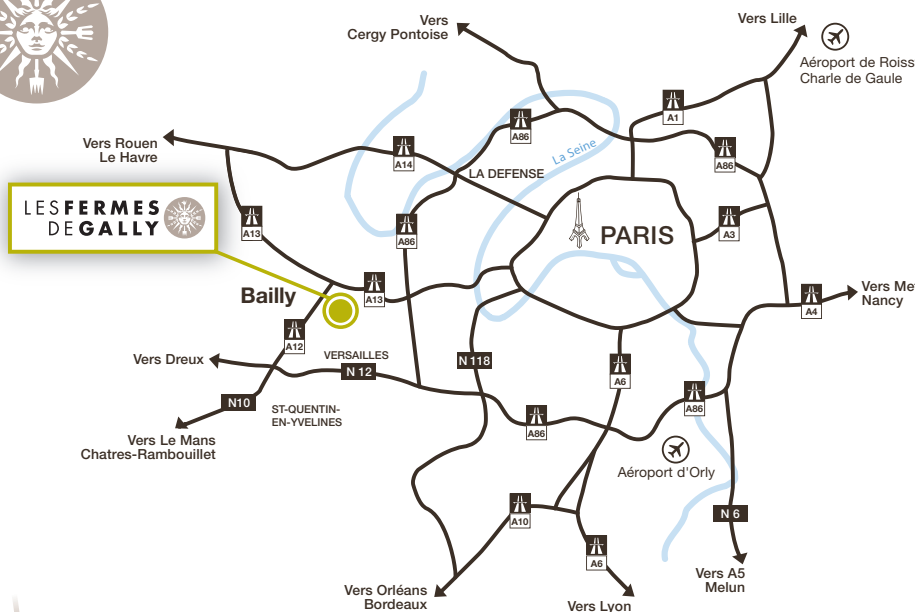 Vers
Cergy Pontoise
Vers Lille
Aéroport de Roiss
Charle de Gaule
A1
A86
Vers Rouen
Le Havre
A14
La Seine
A86
LA DEFENSE
LES FERMES
DE GALLY
A13
A86
PARIS
A3
Bailly
A13
Vers Me
Nancy
A4
A12
VERSAILLES
Vers Dreux
N 12
N 118
A6
N10
ST-QUENTIN-
EN-YVELINES
A86
A86
Vers Le Mans
Chatres-Rambouillet
Aéroport d'Orly
A10
N 6
A6
Vers Orléans
Bordeaux
Vers Lyon
Vers A5
Melun